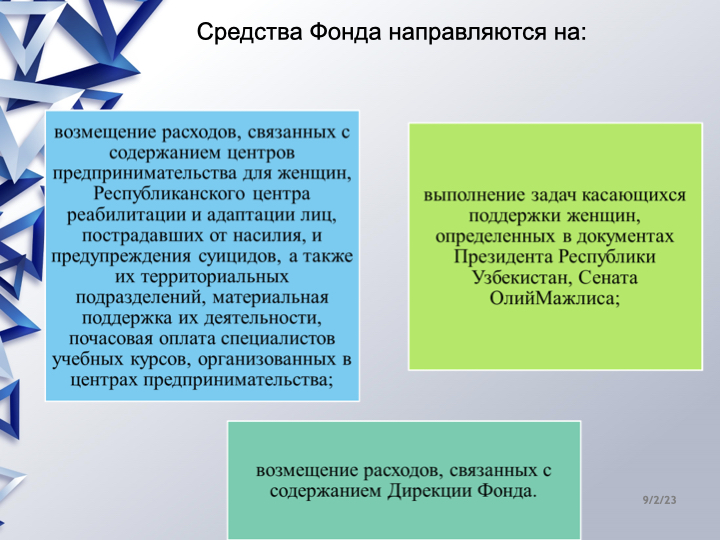 Средства Фонда направляются на:
возмещение расходов, связанных с
содержанием центров
предпринимательства для женщин,
Республиканского центра
реабилитации и адаптации лиц,
пострадавших от насилия, и
предупреждения суицидов, а также
их территориальных
подразделений, материальная
поддержка их деятельности,
почасовая оплата специалистов
учебных курсов, организованных в
центрах предпринимательства;
выполнение задач касающихся
поддержки женщин,
определенных в документах
Президента Республики
Узбекистан, Сената
ОлийМажлиса;
возмещение расходов, связанных с
содержанием Дирекции Фонда.
9/2/23